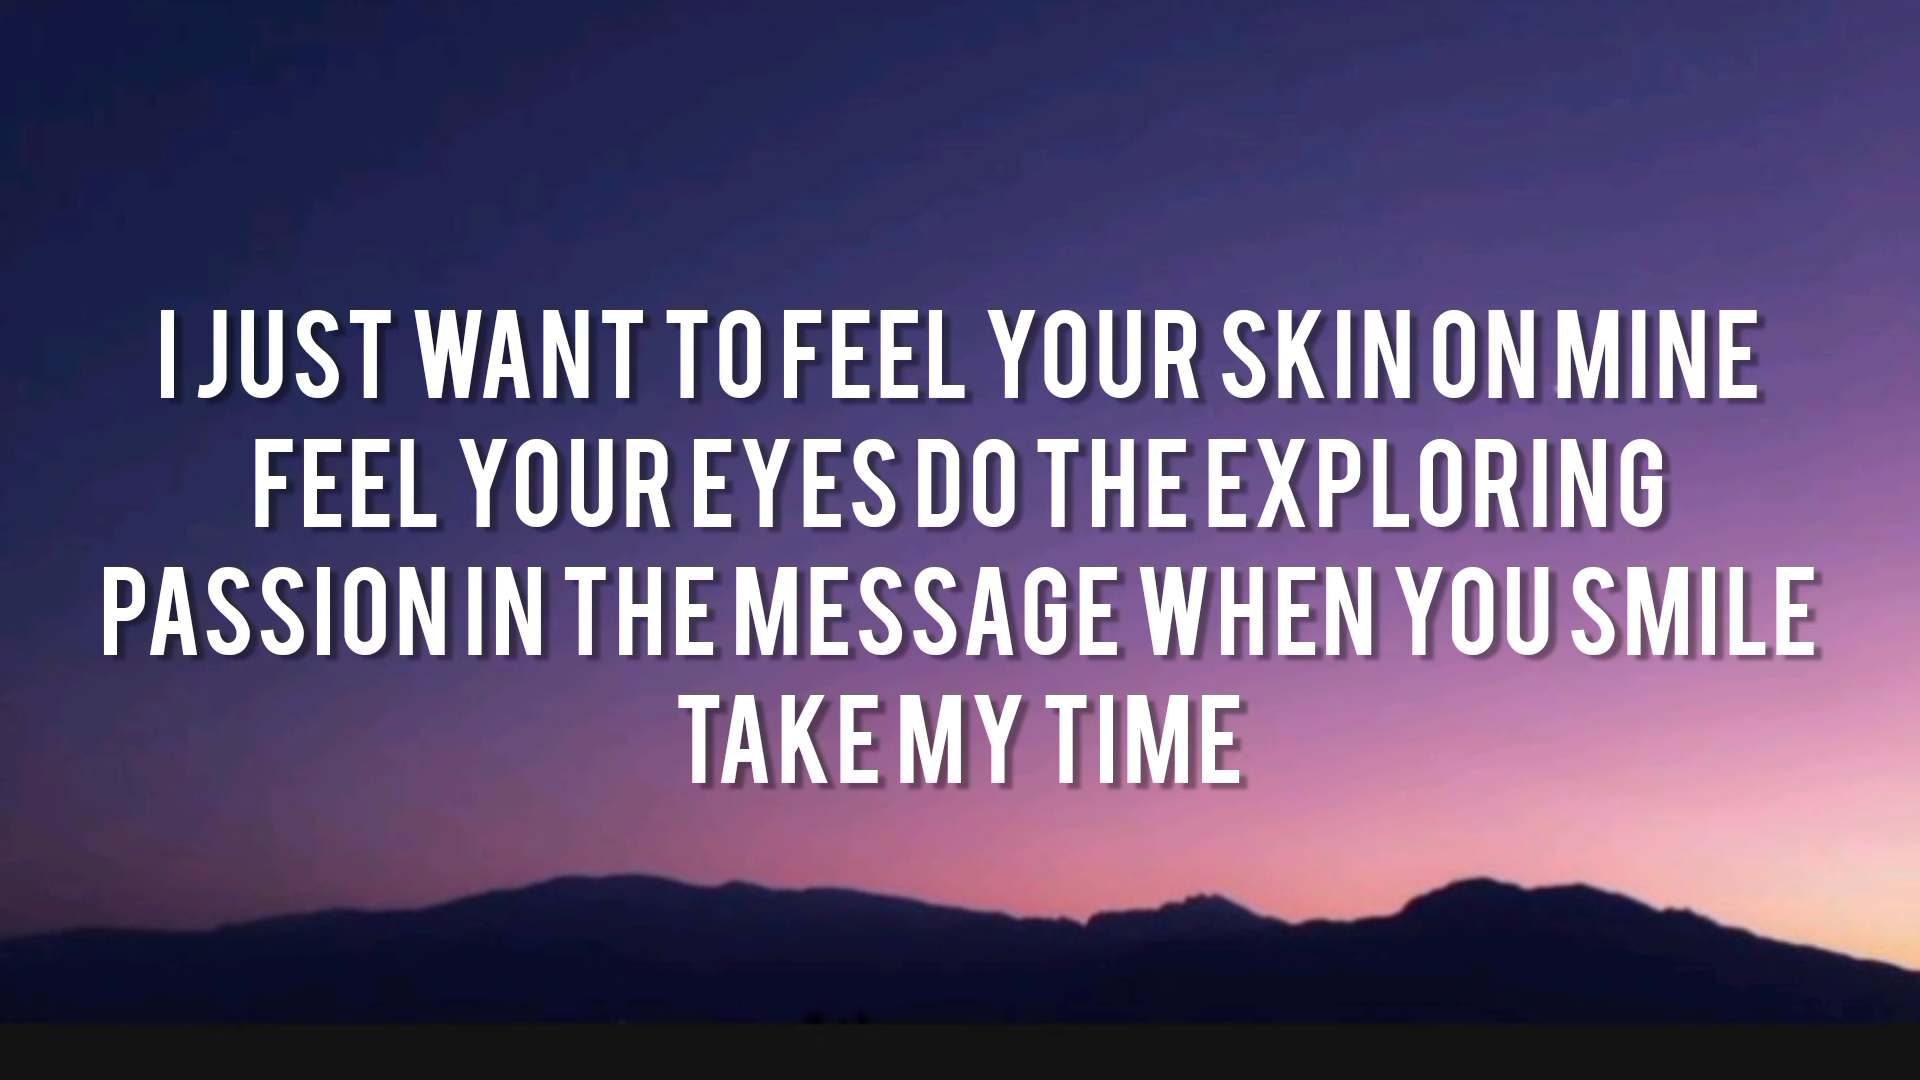 I JUST WANT TO FEEL YOUR SKIN ON MINE
FEEL YOUR EYES DO THE EXPLORING
PASSION IN THE MESSAGE WHEN YOU SMILE
TAKE MY TIME